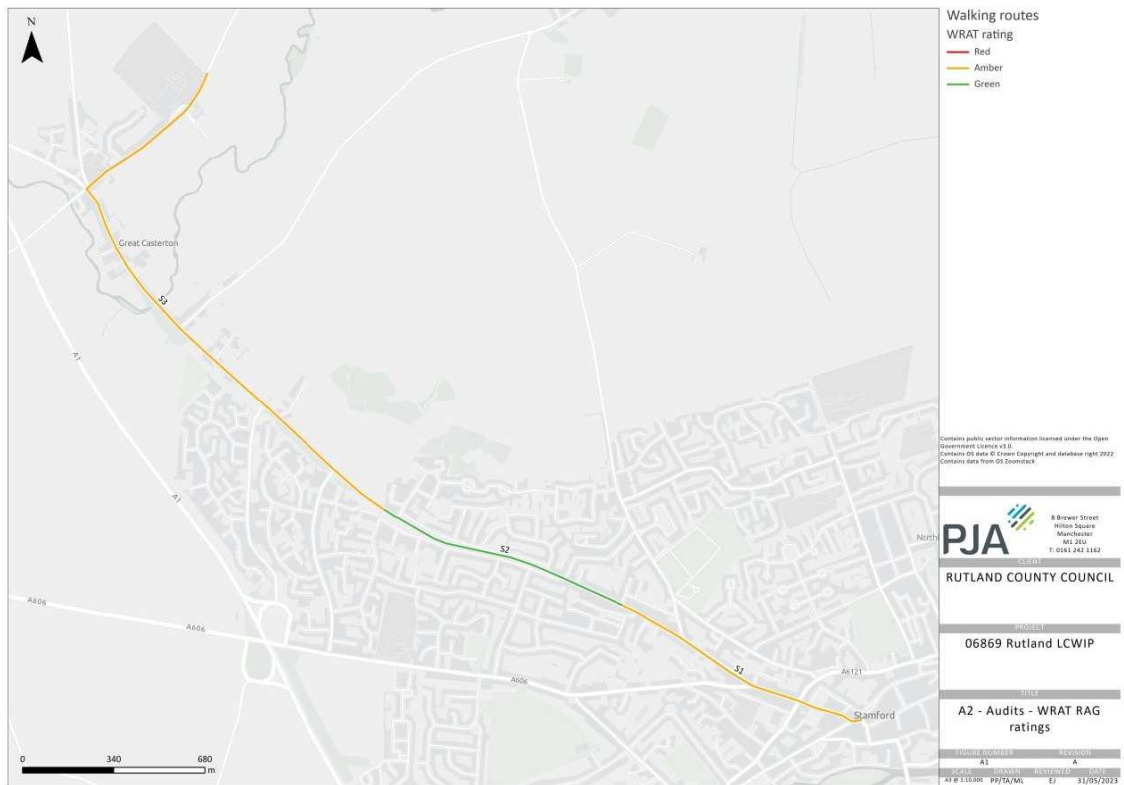 N
Great Casterton
S3
A1
A1
S2
North
A606
A606
A606
S1
A6121
Stamford
0
340
680
m
Walking routes
WRAT rating
Red
Amber
Green
Contains public sector information licensed under the Open
Government Licence v3.0.
Contains OS data © Crown Copyright and database right 2022
Contains data from OS Zoomstack
PJA
8 Brewer Street
Hilton Square
Manchester
T: 0161 242 1162
CLIENT
RUTLAND COUNTY COUNCIL
PROJECT
06869 Rutland LCWIP
TITLE
A2 - Audits - WRAT RAG
ratings
FIGURE NUMBER
REVISION
A1
A
SCALE
DRAWN
REVIEWED
DATE
A3 @ 1:10,000
PP/TA/ML
EJ
31/05/2023